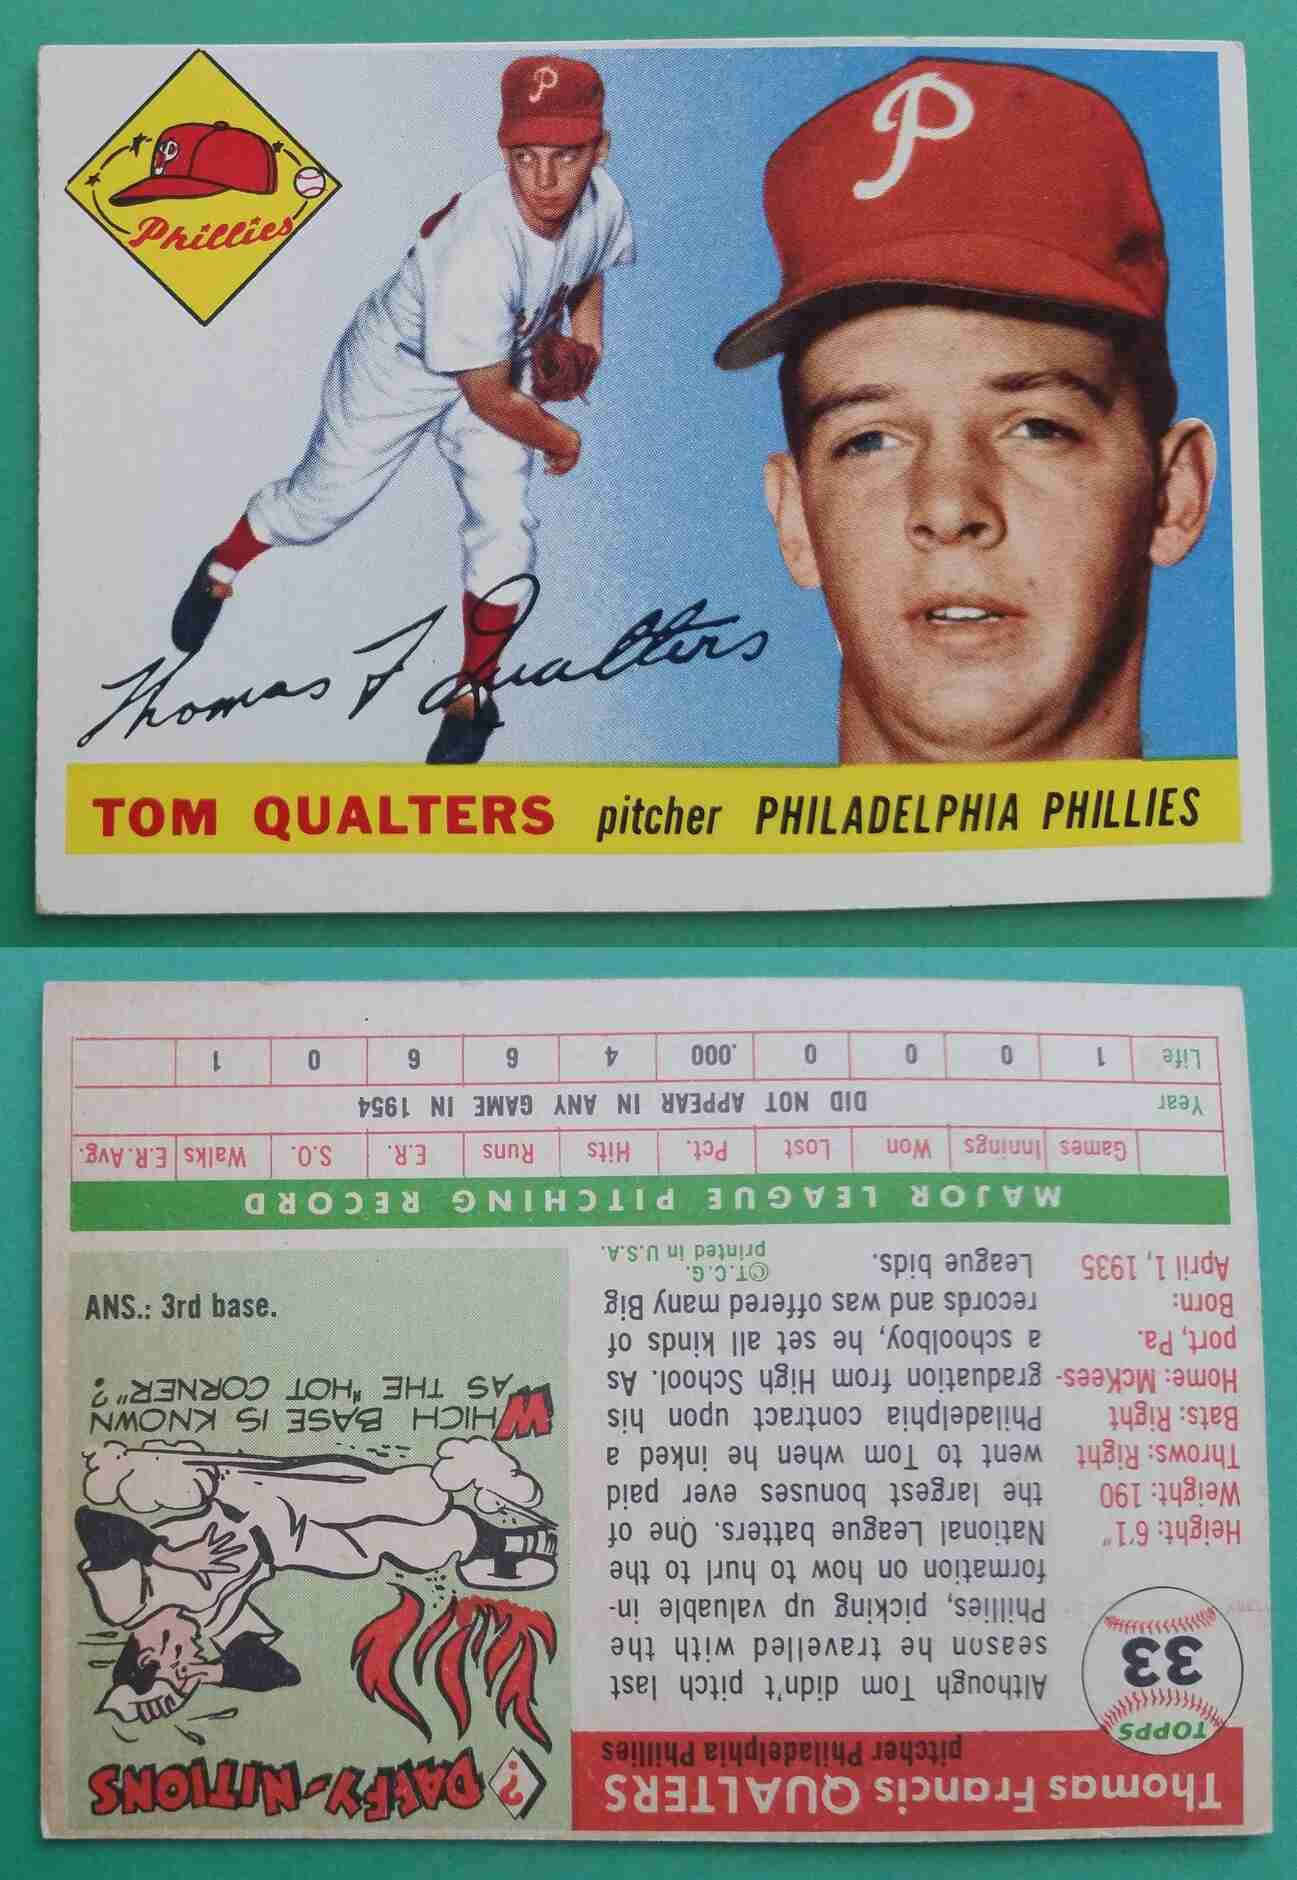 P
P
P
Phillies
Thomas F Qualters
TOM QUALTERS pitcher PHILADELPHIA PHILLIES
TOPPS
33
Thomas Francis QUALTERS
pitcher Philadelphia Phillies
Height: 6'1"
Weight: 190
Throws: Right
Bats: Right
Home: McKees-
port, Pa.
Born:
April 1, 1935
Although Tom didn't pitch last
season he travelled with the
Phillies, picking up valuable in-
formation on how to hurl to the
National League batters. One of
the largest bonuses ever paid
went to Tom when he inked a
Philadelphia contract upon his
graduation from High School. As
a schoolboy, he set all kinds of
records and was offered many Big
League bids.
©T.C.G.
printed in U.S.A.
? DAFFY-NITIONS
WHICH BASE IS KNOWN
AS THE "HOT CORNER"?
ANS.: 3rd base.
MAJOR LEAGUE PITCHING RECORD
Games Innings Won Lost Pct. Hits Runs E.R. S.O. Walks E.R.Avg.
Year DID NOT APPEAR IN ANY GAME IN 1954
Life 1 0 0 0 .000 4 6 6 0 1